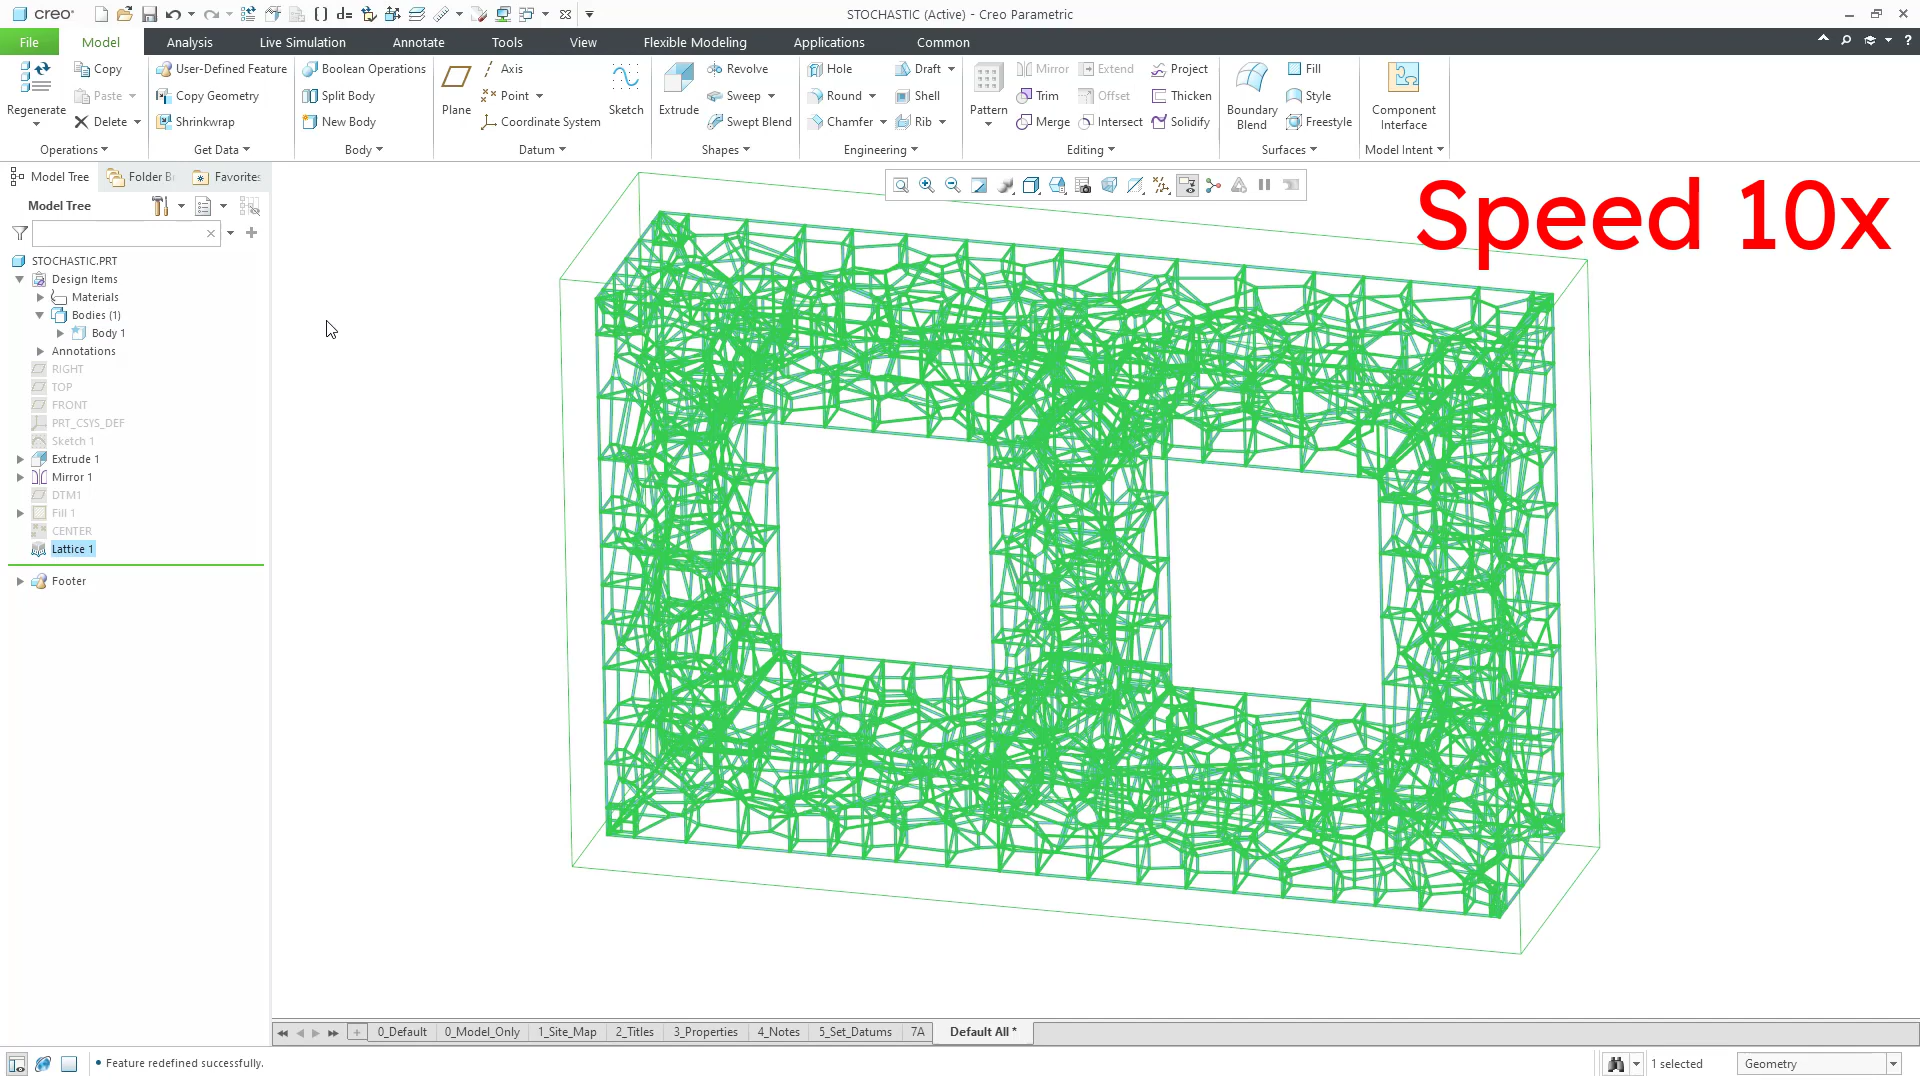 creo
STOCHASTIC (Active) - Creo Parametric
File Model Analysis Live Simulation Annotate Tools View Flexible Modeling Applications Common
Regenerate
Copy
Paste
Delete
Operations
User-Defined Feature
Copy Geometry
Shrinkwrap
Get Data
Boolean Operations
Split Body
New Body
Body
Plane
Axis
Point
Coordinate System
Sketch
Datum
Extrude
Revolve
Sweep
Swept Blend
Shapes
Hole
Round
Chamfer
Draft
Shell
Rib
Engineering
Pattern
Mirror
Trim
Merge
Extend
Offset
Intersect
Project
Thicken
Solidify
Editing
Boundary
Blend
Fill
Style
Freestyle
Surfaces
Component
Interface
Model Intent
Model Tree Folder B Favorites
Model Tree
STOCHASTIC.PRT
Design Items
Materials
Bodies (1)
Body 1
Annotations
RIGHT
TOP
FRONT
PRT_CSYS_DEF
Sketch 1
Extrude 1
Mirror 1
DTM1
Fill 1
CENTER
Lattice 1
Footer
Speed 10x
0_Default 0_Model_Only 1_Site_Map 2_Titles 3_Properties 4_Notes 5_Set_Datums 7A Default All *
• Feature redefined successfully.
1 selected
Geometry